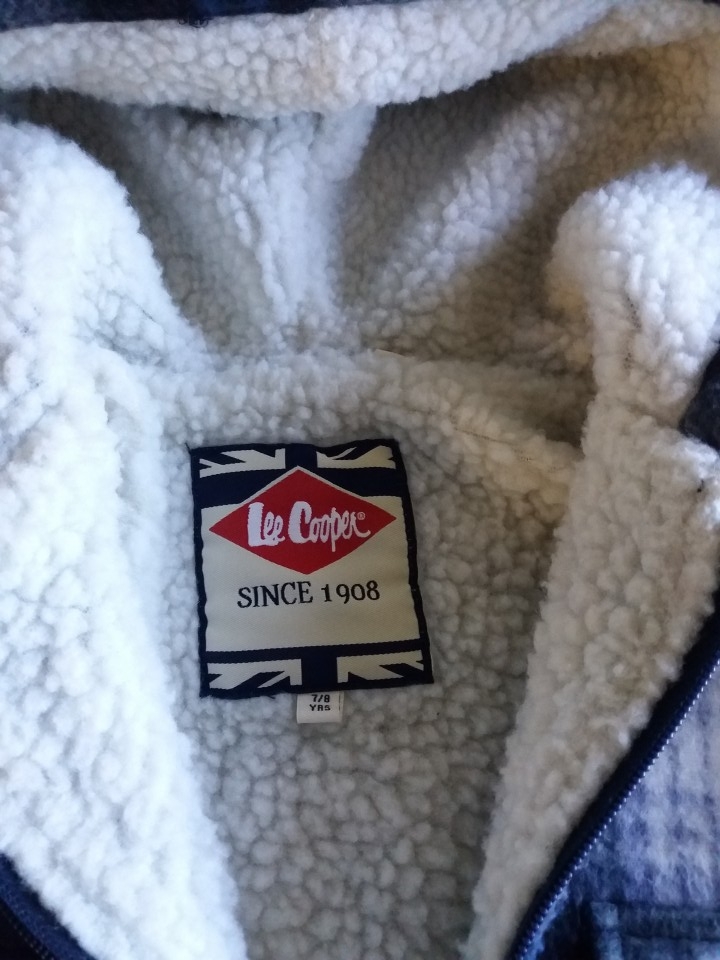 Lee Cooper®
SINCE 1908
7/8
YRS